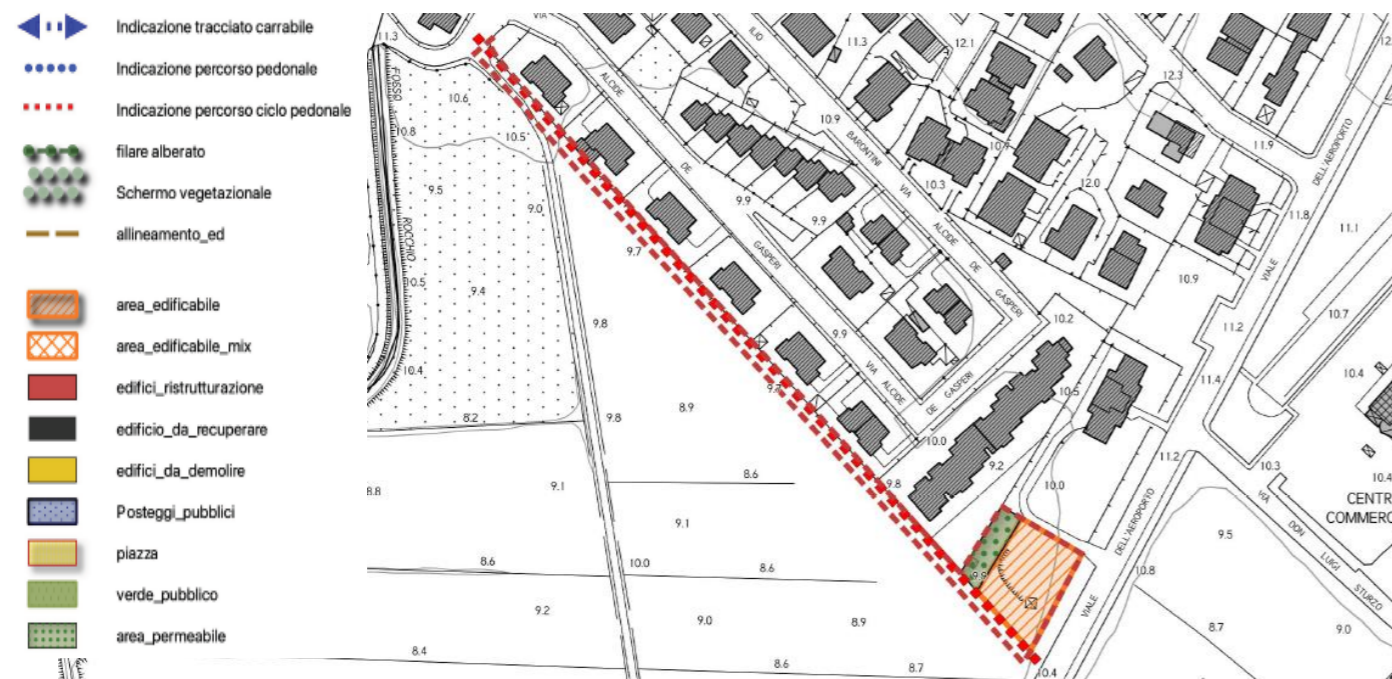 Indicazione tracciato carrabile
Indicazione percorso pedonale
Indicazione percorso ciclo pedonale
filare alberato
Schermo vegetazionale
allineamento_ed
area_edificabile
area_edificabile_mix
edifici_ristrutturazione
edificio_da_recuperare
edifici_da_demolire
Posteggi_pubblici
piazza
verde_pubblico
area_permeabile
11.3
VIA
ILIO
11.3
12.1
12.3
FOSSO
10.6
ALCIDE
10.8
10.5
10.9
BARONTINI
10.9
11.9
DELL'AEROPORTO
ROCCHIO
9.5
9.0
DE
9.9
9.9
VIA
10.3
12.0
11.8
11.1
9.7
GASPERI
ALCIDE
DE
VIALE
10.5
9.4
9.8
GASPERI
10.9
10.7
10.4
9.9
10.2
11.2
9.7
VIA
ALCIDE
DE
GASPERI
10.5
11.4
10.4
8.2
9.8
8.9
10.0
9.2
11.2
10.3
10.4
8.8
9.1
8.6
9.8
10.0
VIA
DON
LUIGI
STURZO
CENTR
COMMERC
9.1
DELL'AEROPORTO
9.5
8.6
10.0
8.6
9.9
10.8
VIALE
9.2
9.0
8.9
8.7
9.0
8.4
8.6
8.7
10.4